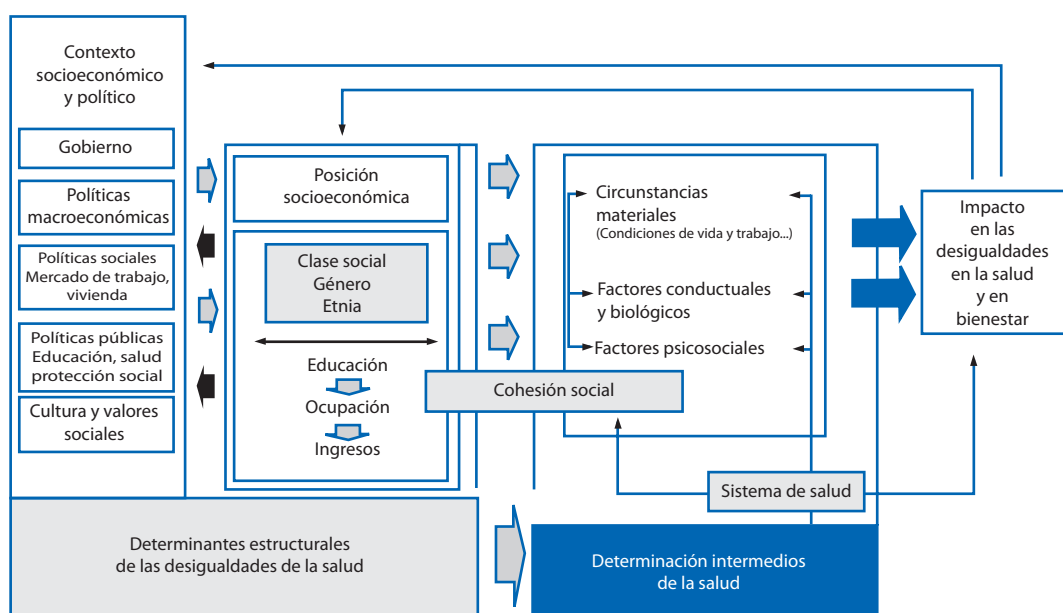 Contexto
socioeconómico
y político
Gobierno
Políticas
macroeconómicas
Políticas sociales
Mercado de trabajo,
vivienda
Políticas públicas
Educación, salud
protección social
Cultura y valores
sociales
Posición
socioeconómica
Clase social
Género
Etnia
Educación
Ocupación
Ingresos
Cohesión social
Circunstancias
materiales
(Condiciones de vida y trabajo...)
Factores conductuales
y biológicos
Factores psicosociales
Sistema de salud
Impacto
en las
desigualdades
en la salud
y en
bienestar
Determinantes estructurales
de las desigualdades de la salud
Determinación intermedios
de la salud